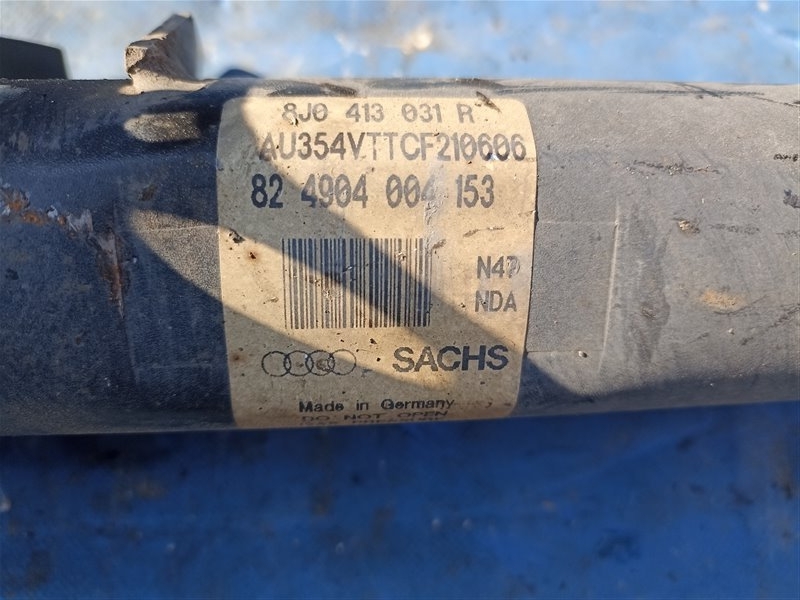 8J0 413 031 R
AU354VTTCF210606
82 4904 004 153
N47
NDA
SACHS
Made in Germany
DO NOT OPEN